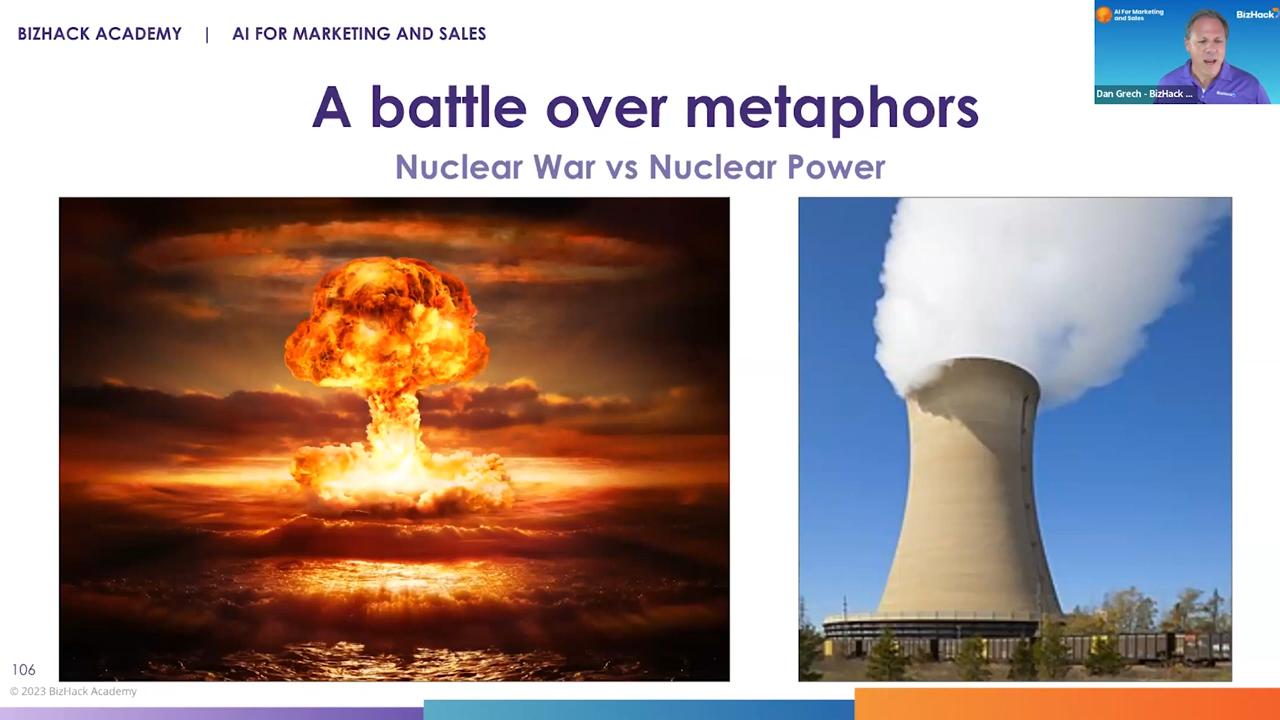 BIZHACK ACADEMY | AI FOR MARKETING AND SALES
AI For Marketing
and Sales
BizHack
Dan Grech - BizHack ...
A battle over metaphors
Nuclear War vs Nuclear Power
106
© 2023 BizHack Academy